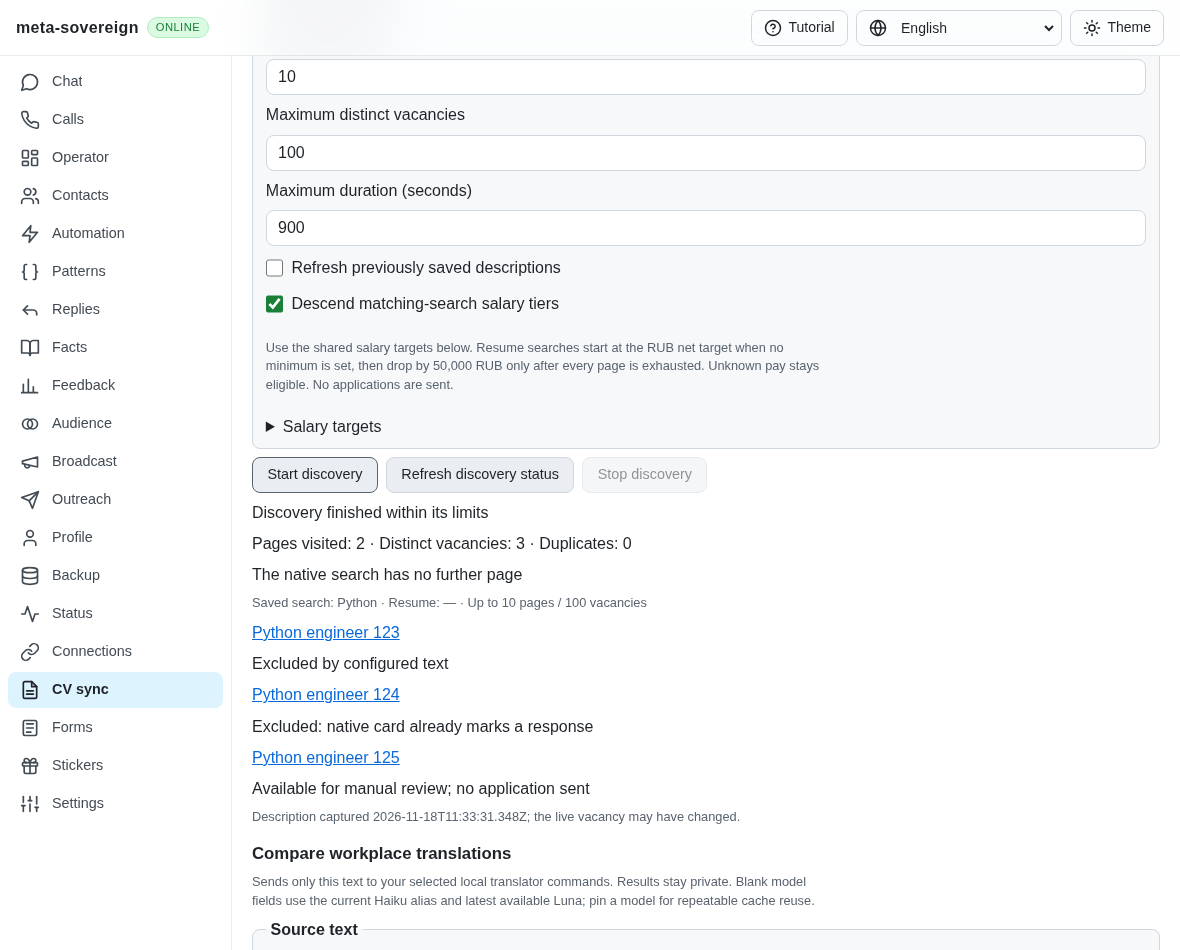 meta-sovereign ONLINE Tutorial English Theme
Chat
Calls
Operator
Contacts
Automation
Patterns
Replies
Facts
Feedback
Audience
Broadcast
Outreach
Profile
Backup
Status
Connections
CV sync
Forms
Stickers
Settings
10
Maximum distinct vacancies
100
Maximum duration (seconds)
900
Refresh previously saved descriptions
Descend matching-search salary tiers
Use the shared salary targets below. Resume searches start at the RUB net target when no
minimum is set, then drop by 50,000 RUB only after every page is exhausted. Unknown pay stays
eligible. No applications are sent.
Salary targets
Start discovery Refresh discovery status Stop discovery
Discovery finished within its limits
Pages visited: 2 · Distinct vacancies: 3 · Duplicates: 0
The native search has no further page
Saved search: Python · Resume: — · Up to 10 pages / 100 vacancies
Python engineer 123
Excluded by configured text
Python engineer 124
Excluded: native card already marks a response
Python engineer 125
Available for manual review; no application sent
Description captured 2026-11-18T11:33:31.348Z; the live vacancy may have changed.
Compare workplace translations
Sends only this text to your selected local translator commands. Results stay private. Blank model
fields use the current Haiku alias and latest available Luna; pin a model for repeatable cache reuse.
Source text